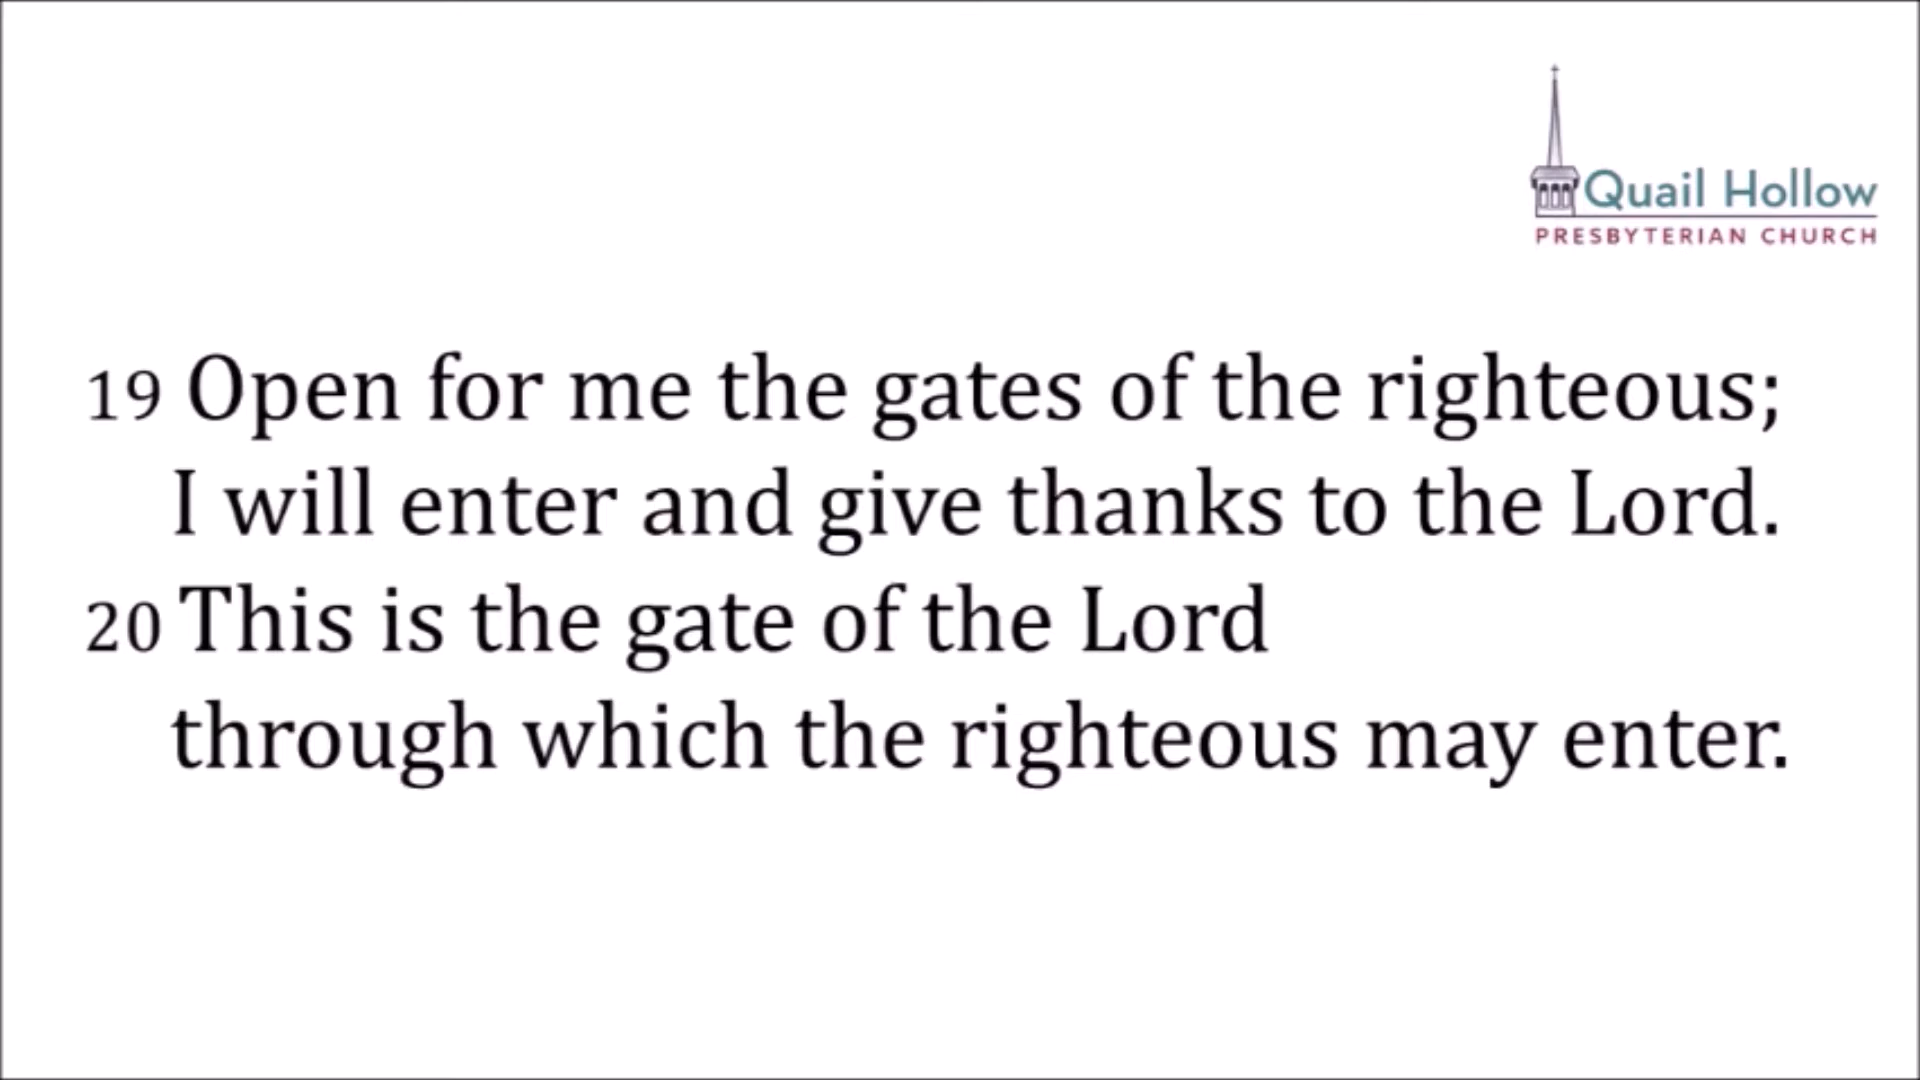 Quail Hollow
PRESBYTERIAN CHURCH
19 Open for me the gates of the righteous;
I will enter and give thanks to the Lord.
20 This is the gate of the Lord
through which the righteous may enter.